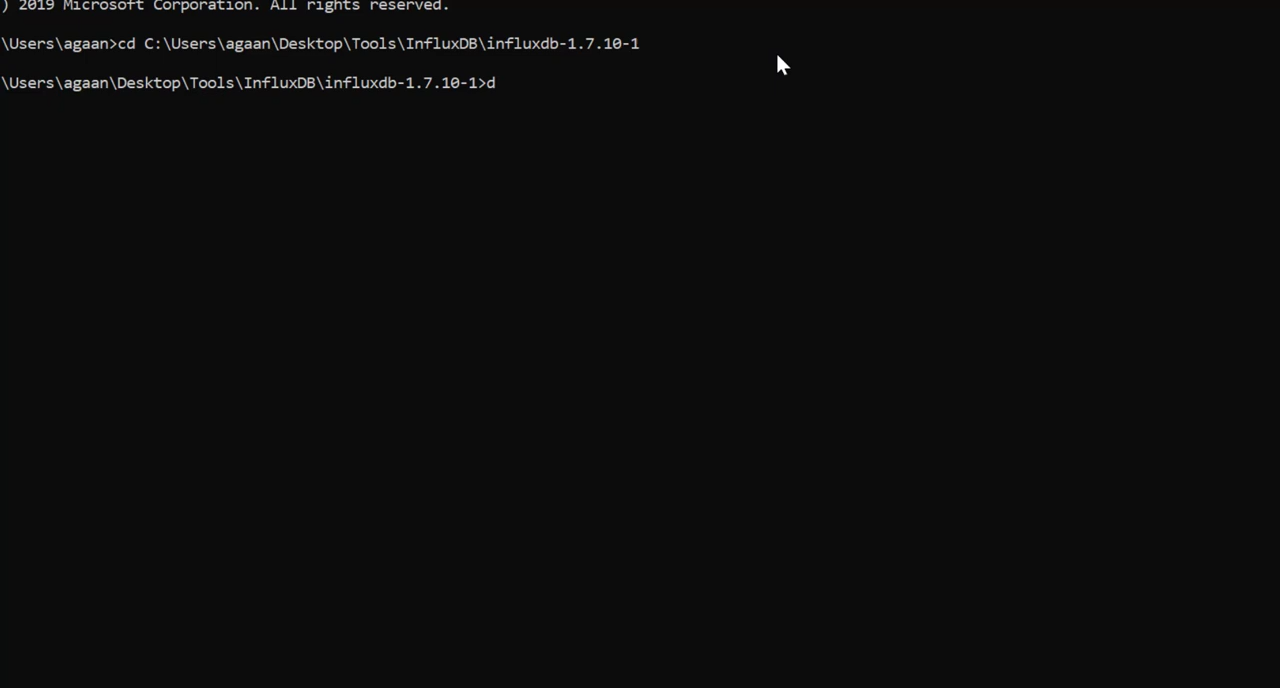 ) 2019 Microsoft Corporation. All rights reserved.
\Users\agaan>cd C:\Users\agaan\Desktop\Tools\InfluxDB\influxdb-1.7.10-1
\Users\agaan\Desktop\Tools\InfluxDB\influxdb-1.7.10-1>d